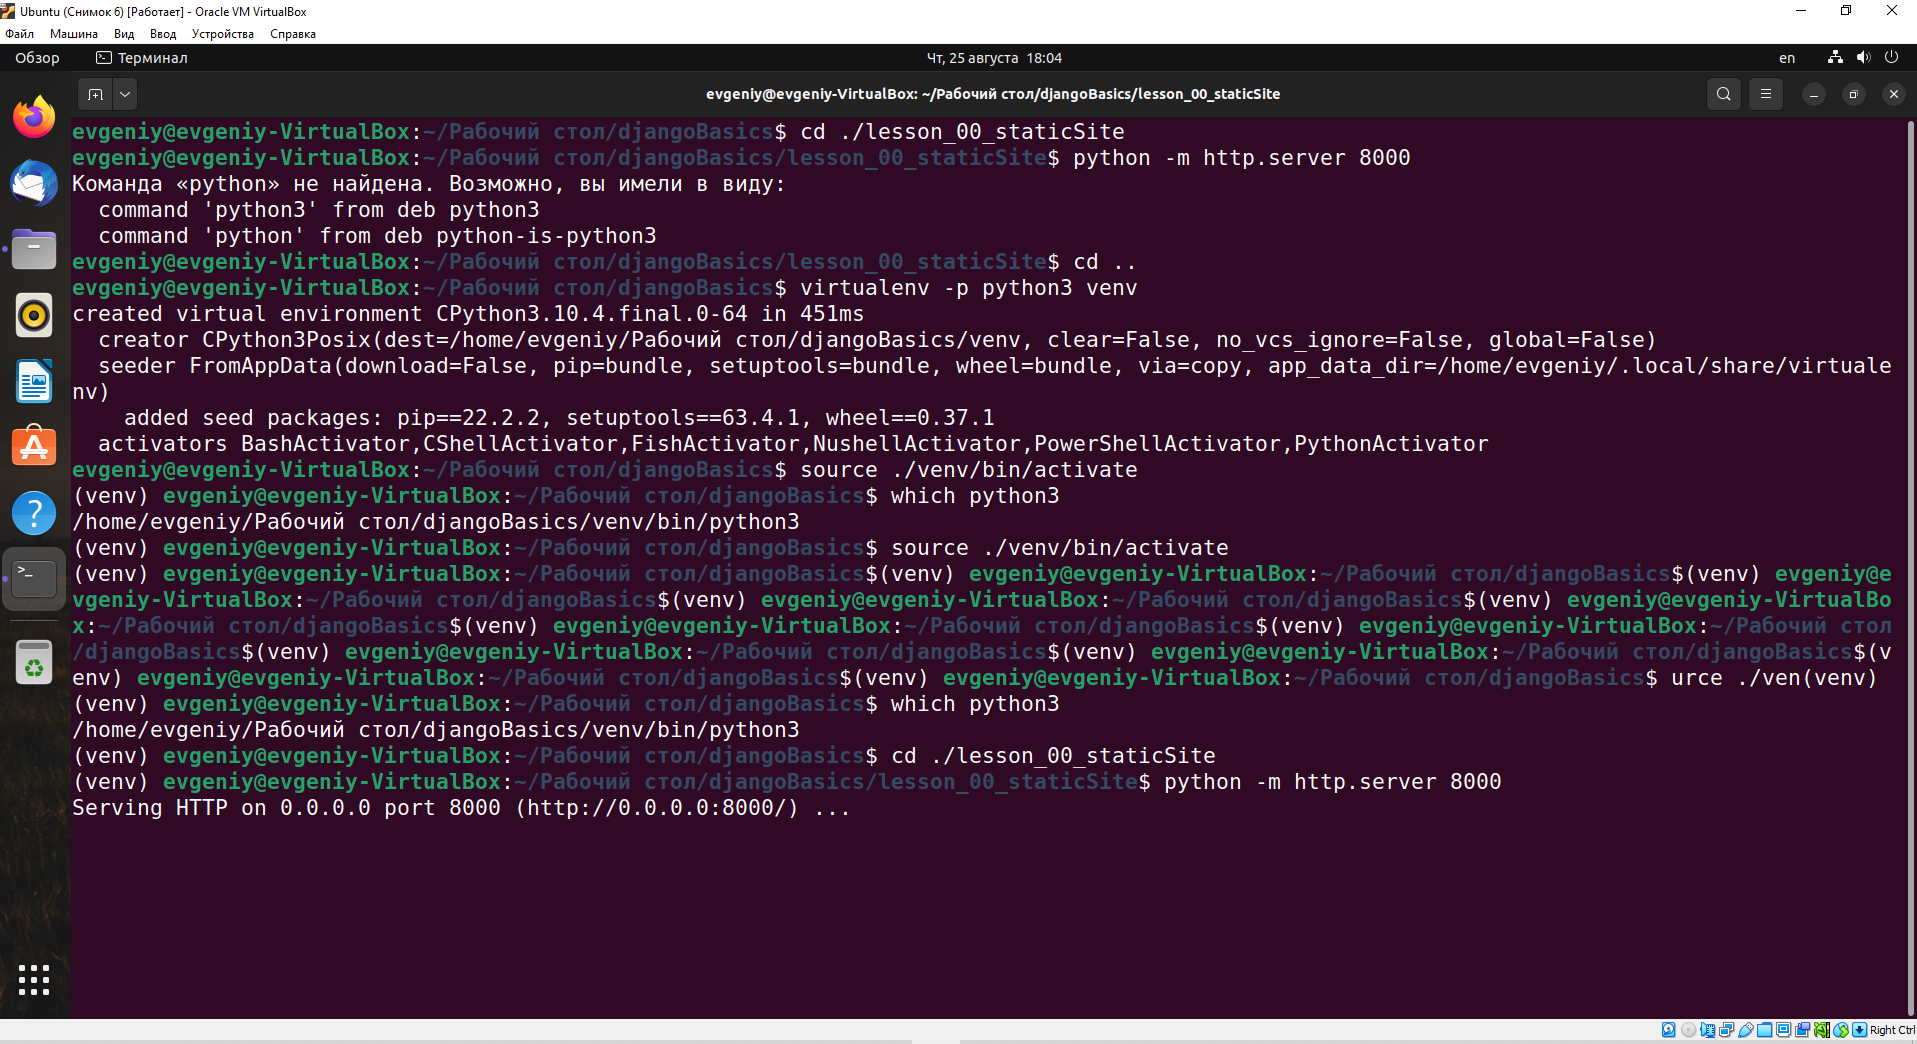 Ubuntu (Снимок 6) [Работает] - Oracle VM VirtualBox
Файл Машина Вид Ввод Устройства Справка
Обзор Терминал Чт, 25 августа 18:04 en
evgeniy@evgeniy-VirtualBox: ~/Рабочий стол/djangoBasics/lesson_00_staticSite
evgeniy@evgeniy-VirtualBox:~/Рабочий стол/djangoBasics$ cd ./lesson_00_staticSite
evgeniy@evgeniy-VirtualBox:~/Рабочий стол/djangoBasics/lesson_00_staticSite$ python -m http.server 8000
Команда «python» не найдена. Возможно, вы имели в виду:
  command 'python3' from deb python3
  command 'python' from deb python-is-python3
evgeniy@evgeniy-VirtualBox:~/Рабочий стол/djangoBasics/lesson_00_staticSite$ cd ..
evgeniy@evgeniy-VirtualBox:~/Рабочий стол/djangoBasics$ virtualenv -p python3 venv
created virtual environment CPython3.10.4.final.0-64 in 451ms
  creator CPython3Posix(dest=/home/evgeniy/Рабочий стол/djangoBasics/venv, clear=False, no_vcs_ignore=False, global=False)
  seeder FromAppData(download=False, pip=bundle, setuptools=bundle, wheel=bundle, via=copy, app_data_dir=/home/evgeniy/.local/share/virtuale
nv)
    added seed packages: pip==22.2.2, setuptools==63.4.1, wheel==0.37.1
  activators BashActivator,CShellActivator,FishActivator,NushellActivator,PowerShellActivator,PythonActivator
evgeniy@evgeniy-VirtualBox:~/Рабочий стол/djangoBasics$ source ./venv/bin/activate
(venv) evgeniy@evgeniy-VirtualBox:~/Рабочий стол/djangoBasics$ which python3
/home/evgeniy/Рабочий стол/djangoBasics/venv/bin/python3
(venv) evgeniy@evgeniy-VirtualBox:~/Рабочий стол/djangoBasics$ source ./venv/bin/activate
(venv) evgeniy@evgeniy-VirtualBox:~/Рабочий стол/djangoBasics$(venv) evgeniy@evgeniy-VirtualBox:~/Рабочий стол/djangoBasics$(venv) evgeniy@e
vgeniy-VirtualBox:~/Рабочий стол/djangoBasics$(venv) evgeniy@evgeniy-VirtualBox:~/Рабочий стол/djangoBasics$(venv) evgeniy@evgeniy-VirtualBo
x:~/Рабочий стол/djangoBasics$(venv) evgeniy@evgeniy-VirtualBox:~/Рабочий стол/djangoBasics$(venv) evgeniy@evgeniy-VirtualBox:~/Рабочий стол
/djangoBasics$(venv) evgeniy@evgeniy-VirtualBox:~/Рабочий стол/djangoBasics$(venv) evgeniy@evgeniy-VirtualBox:~/Рабочий стол/djangoBasics$(v
env) evgeniy@evgeniy-VirtualBox:~/Рабочий стол/djangoBasics$(venv) evgeniy@evgeniy-VirtualBox:~/Рабочий стол/djangoBasics$ urce ./ven(venv)
(venv) evgeniy@evgeniy-VirtualBox:~/Рабочий стол/djangoBasics$ which python3
/home/evgeniy/Рабочий стол/djangoBasics/venv/bin/python3
(venv) evgeniy@evgeniy-VirtualBox:~/Рабочий стол/djangoBasics$ cd ./lesson_00_staticSite
(venv) evgeniy@evgeniy-VirtualBox:~/Рабочий стол/djangoBasics/lesson_00_staticSite$ python -m http.server 8000
Serving HTTP on 0.0.0.0 port 8000 (http://0.0.0.0:8000/) ...
Right Ctrl